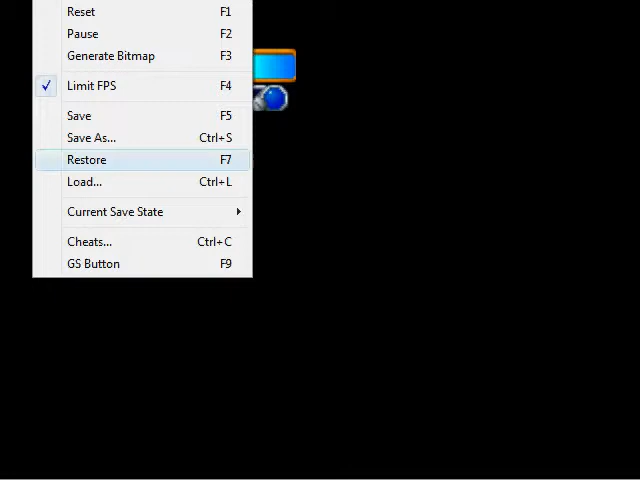 Reset F1
Pause F2
Generate Bitmap F3
Limit FPS F4
Save F5
Save As... Ctrl+S
Restore F7
Load... Ctrl+L
Current Save State
Cheats... Ctrl+C
GS Button F9